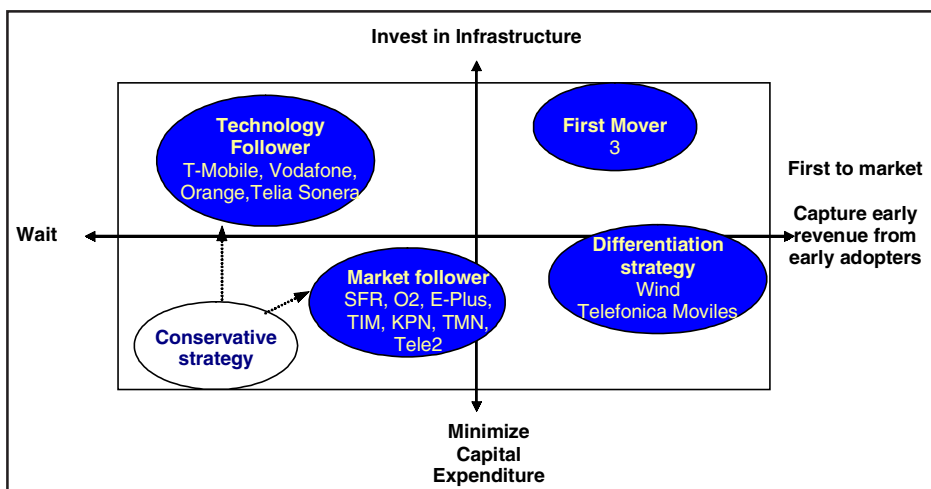 Invest in Infrastructure
Technology
Follower
T-Mobile, Vodafone,
Orange,Telia Sonera
First Mover
3
First to market
Wait
Capture early
revenue from
early adopters
Differentiation
strategy
Wind
Telefonica Moviles
Market follower
SFR, O2, E-Plus,
TIM, KPN, TMN,
Tele2
Conservative
strategy
Minimize
Capital
Expenditure